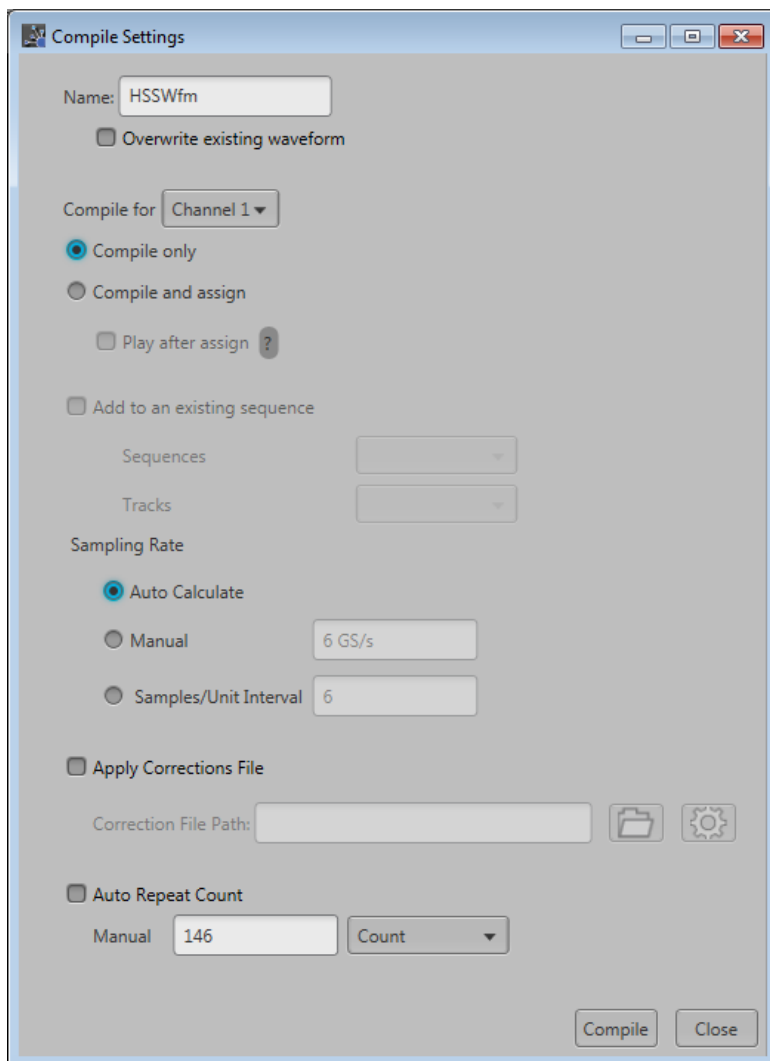 Compile Settings
Name: HSSWfm
Overwrite existing waveform
Compile for Channel 1
Compile only
Compile and assign
Play after assign ?
Add to an existing sequence
Sequences
Tracks
Sampling Rate
Auto Calculate
Manual 6 GS/s
Samples/Unit Interval 6
Apply Corrections File
Correction File Path:
Auto Repeat Count
Manual 146 Count
Compile Close